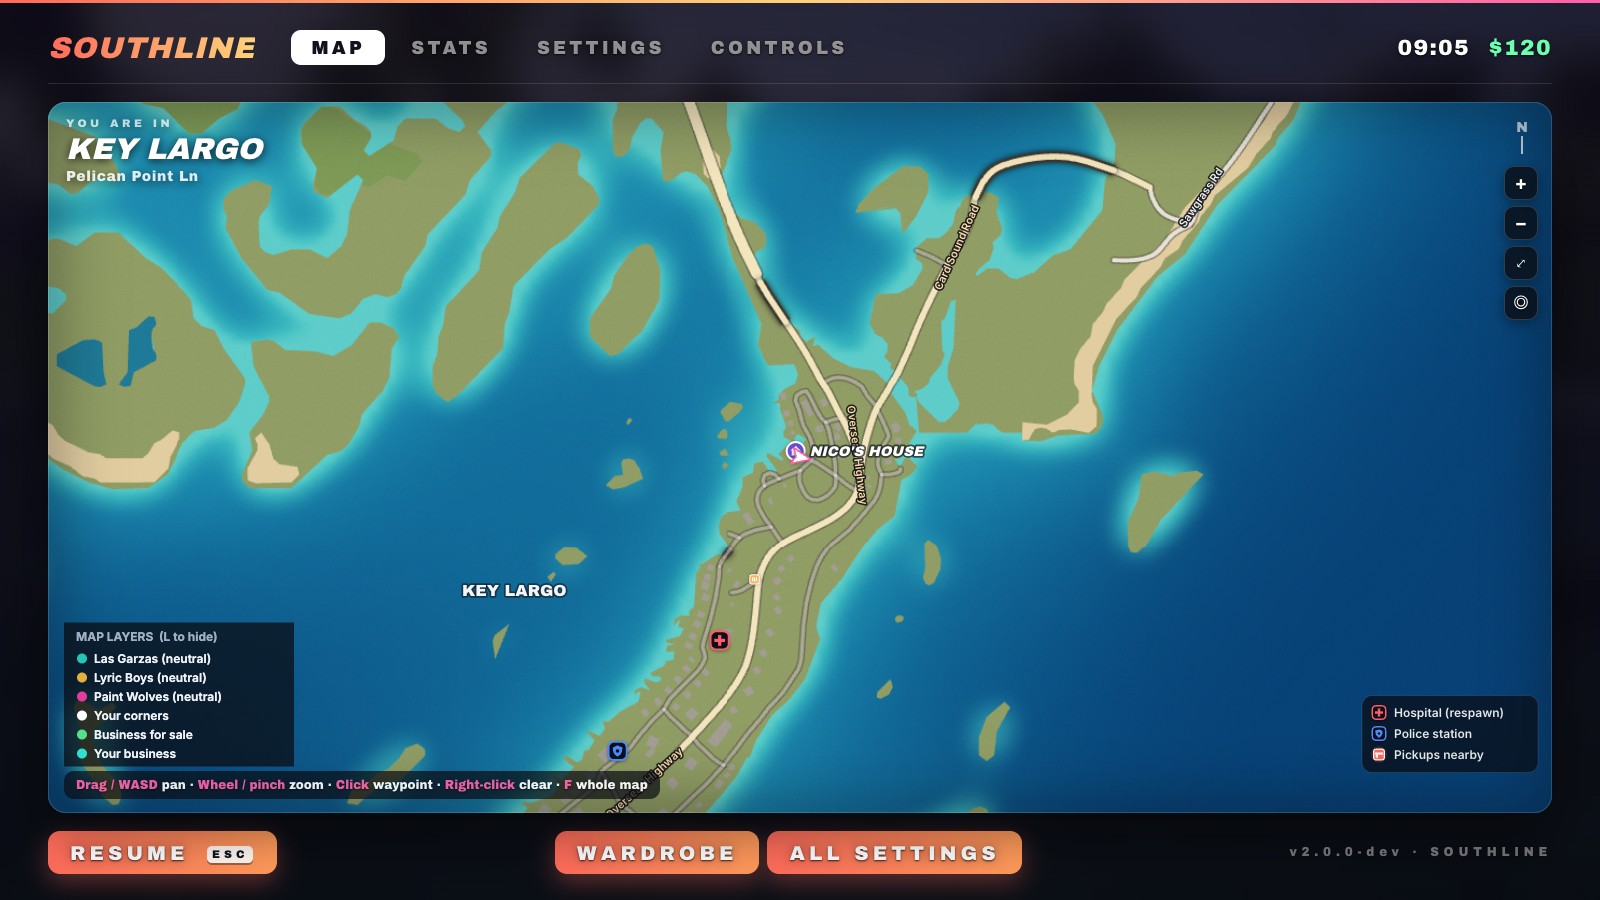 SOUTHLINE
MAP
STATS
SETTINGS
CONTROLS
09:05 $120
YOU ARE IN
KEY LARGO
Pelican Point Ln
N
+
−
Sawgrass Rd
Card Sound Road
Overseas Highway
NICO'S HOUSE
KEY LARGO
MAP LAYERS (L to hide)
Las Garzas (neutral)
Lyric Boys (neutral)
Paint Wolves (neutral)
Your corners
Business for sale
Your business
Hospital (respawn)
Police station
Pickups nearby
Overseas Highway
Drag / WASD pan · Wheel / pinch zoom · Click waypoint · Right-click clear · F whole map
RESUME ESC
WARDROBE
ALL SETTINGS
v2.0.0-dev · SOUTHLINE